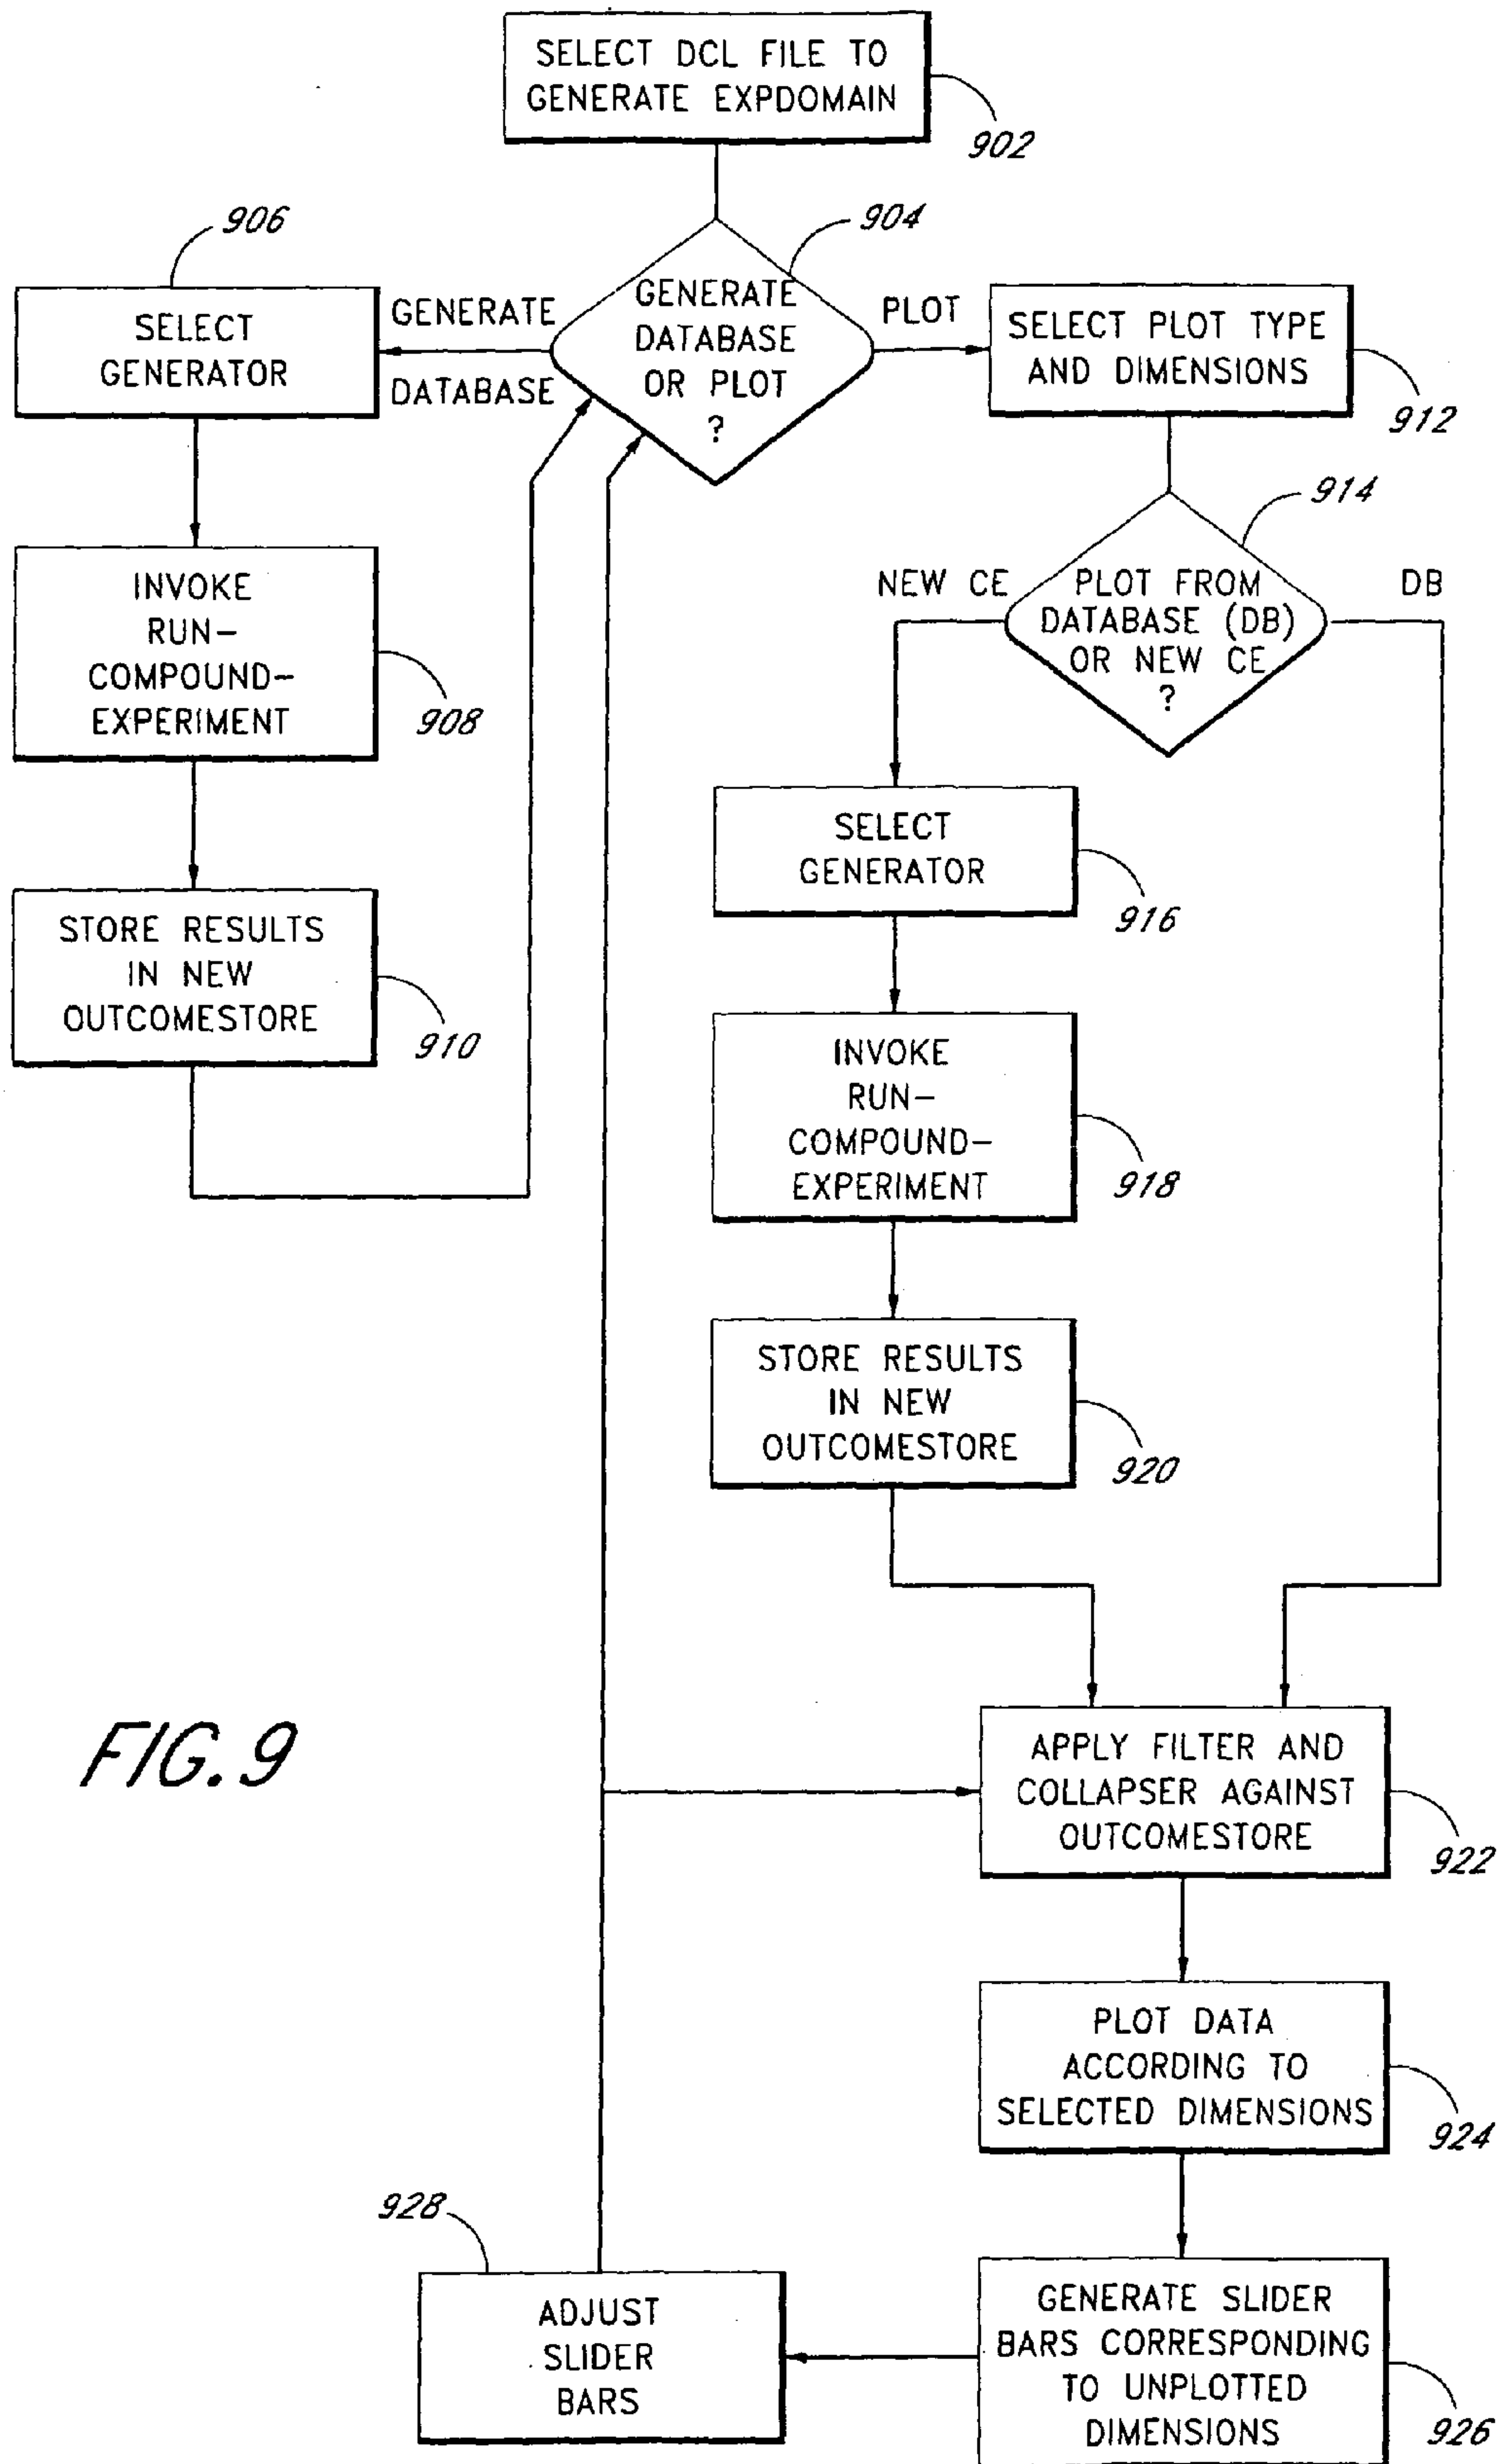 SELECT DCL FILE TO
GENERATE EXPDOMAIN
902
904
GENERATE
DATABASE
OR PLOT
?
906
SELECT
GENERATOR
GENERATE
DATABASE
PLOT
SELECT PLOT TYPE
AND DIMENSIONS
912
INVOKE
RUN-
COMPOUND-
EXPERIMENT
908
STORE RESULTS
IN NEW
OUTCOMESTORE
910
914
PLOT FROM
DATABASE (DB)
OR NEW CE
?
NEW CE
DB
SELECT
GENERATOR
916
INVOKE
RUN-
COMPOUND-
EXPERIMENT
918
STORE RESULTS
IN NEW
OUTCOMESTORE
920
FIG. 9
APPLY FILTER AND
COLLAPSER AGAINST
OUTCOMESTORE
922
PLOT DATA
ACCORDING TO
SELECTED DIMENSIONS
924
GENERATE SLIDER
BARS CORRESPONDING
TO UNPLOTTED
DIMENSIONS
926
928
ADJUST
SLIDER
BARS